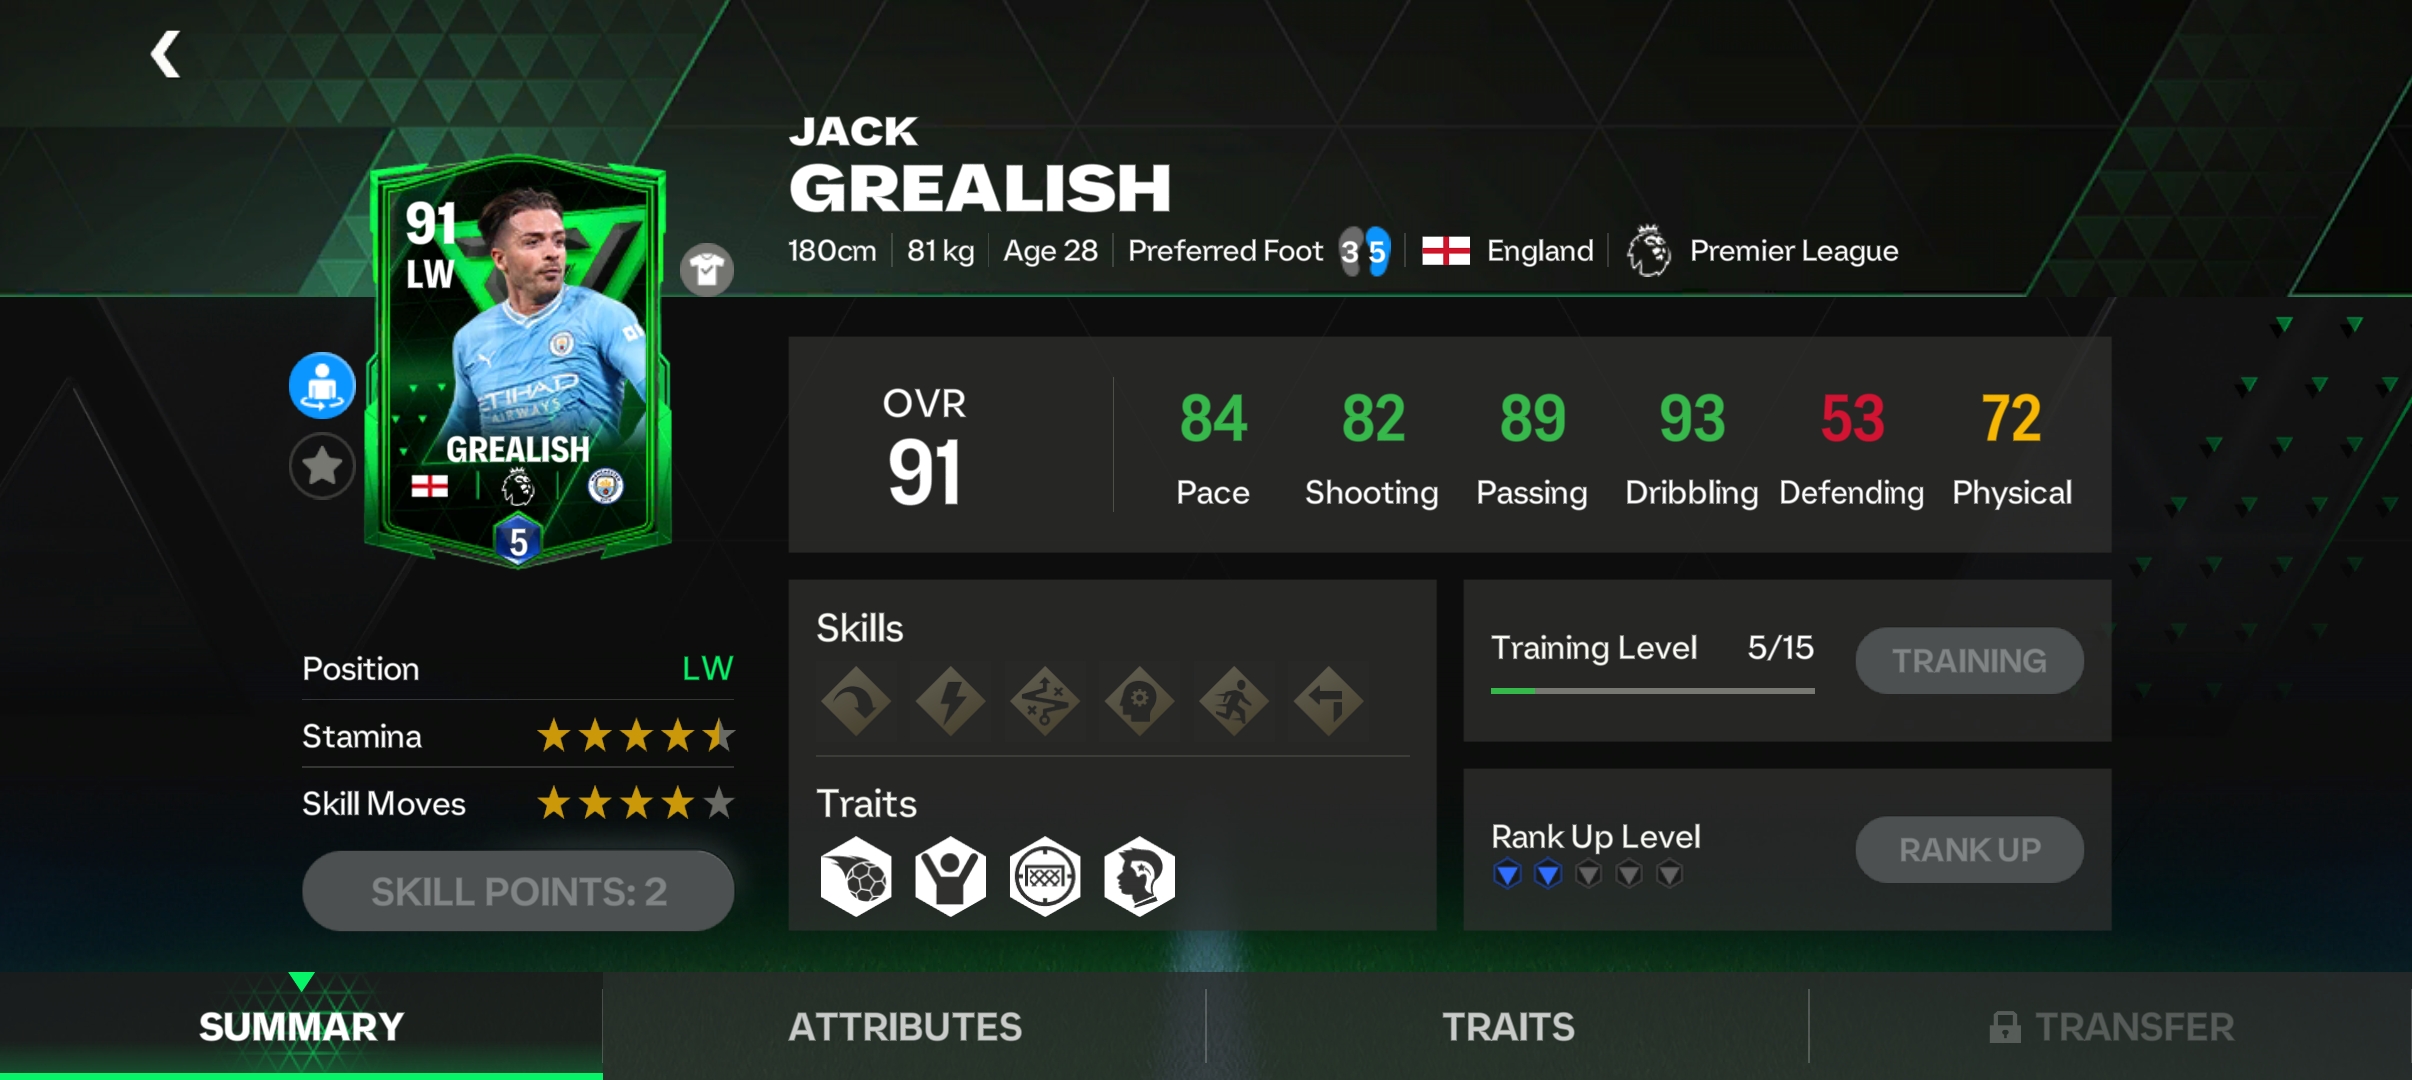 JACK
GREALISH
180cm 81 kg Age 28 Preferred Foot 3 5 England Premier League
91
LW
ETIHAD
AIRWAYS
GREALISH
5
OVR
91
84 82 89 93 53 72
Pace Shooting Passing Dribbling Defending Physical
Position LW
Stamina
Skill Moves
SKILL POINTS: 2
Skills
Traits
Training Level 5/15
TRAINING
Rank Up Level
RANK UP
SUMMARY ATTRIBUTES TRAITS TRANSFER